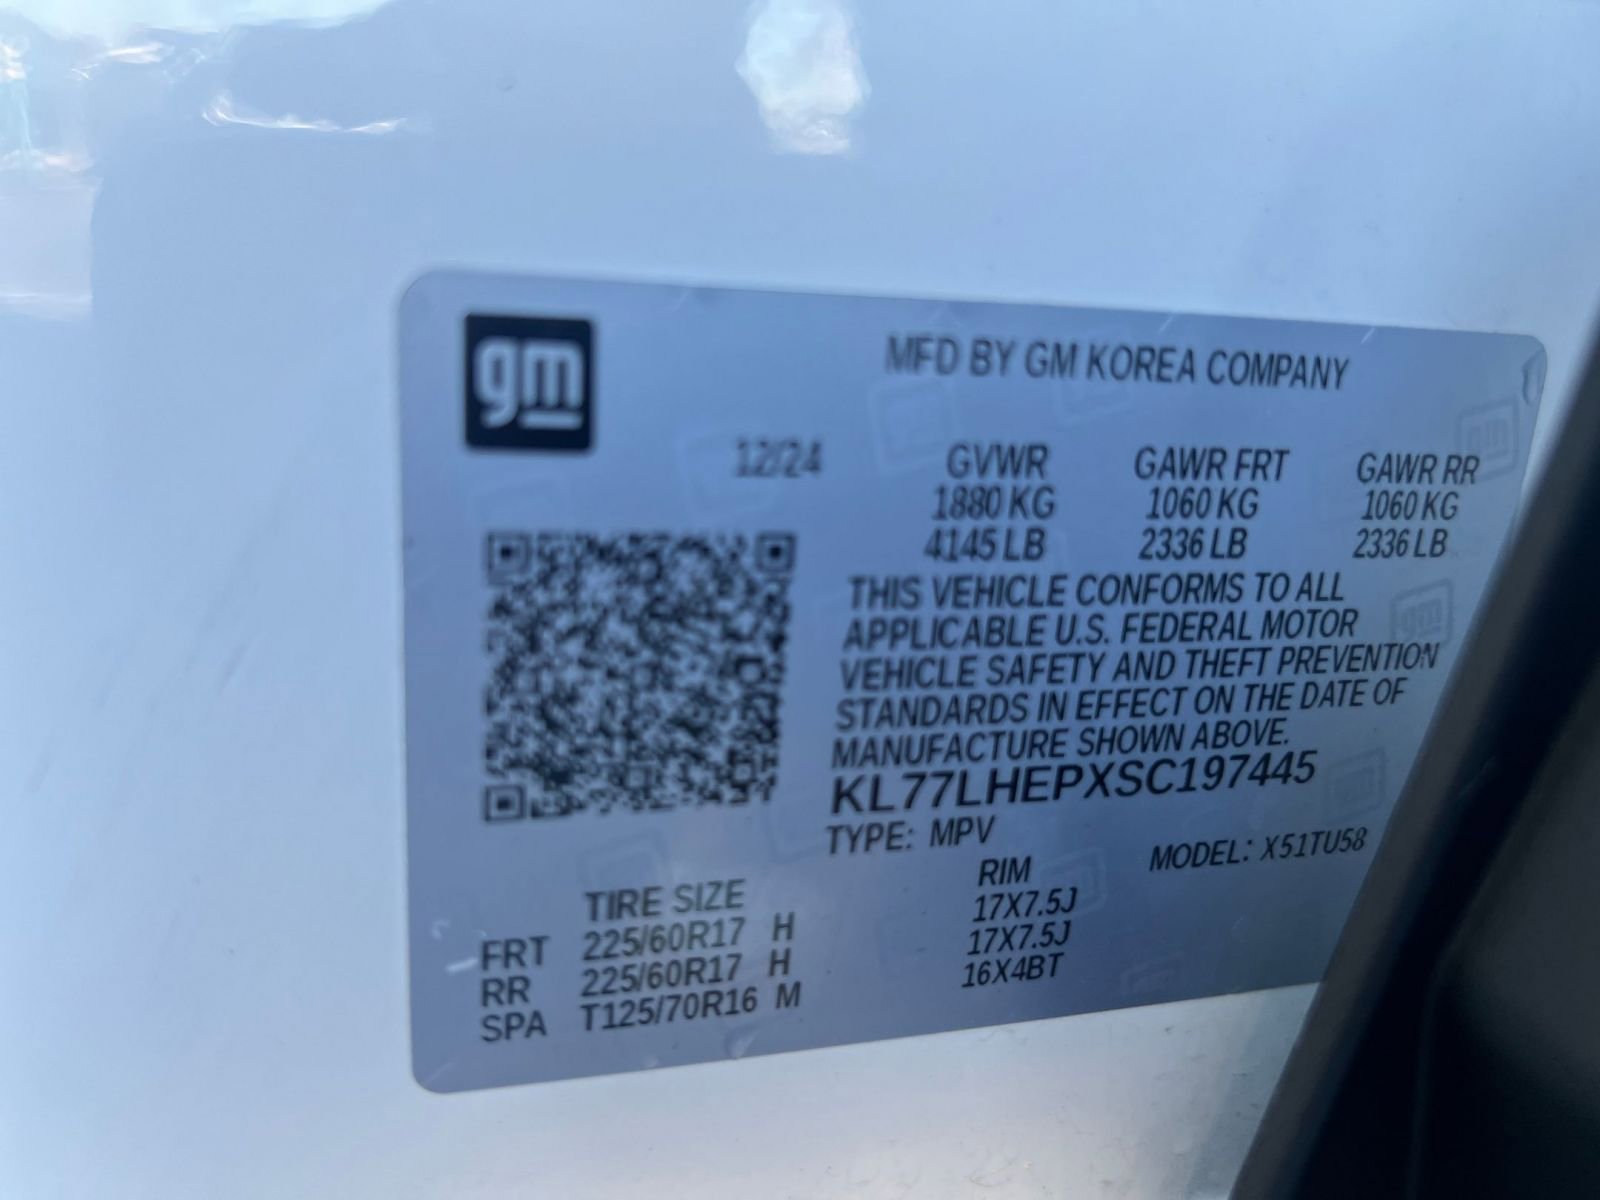 gm
MFD BY GM KOREA COMPANY
12/24 GVWR GAWR FRT GAWR RR
1880 KG 1060 KG 1060 KG
4145 LB 2336 LB 2336 LB
THIS VEHICLE CONFORMS TO ALL
APPLICABLE U.S. FEDERAL MOTOR
VEHICLE SAFETY AND THEFT PREVENTION
STANDARDS IN EFFECT ON THE DATE OF
MANUFACTURE SHOWN ABOVE.
KL77LHEPXSC197445
TYPE: MPV MODEL: X51TU58
TIRE SIZE RIM
FRT 225/60R17 H 17X7.5J
RR 225/60R17 H 17X7.5J
SPA T125/70R16 M 16X4BT